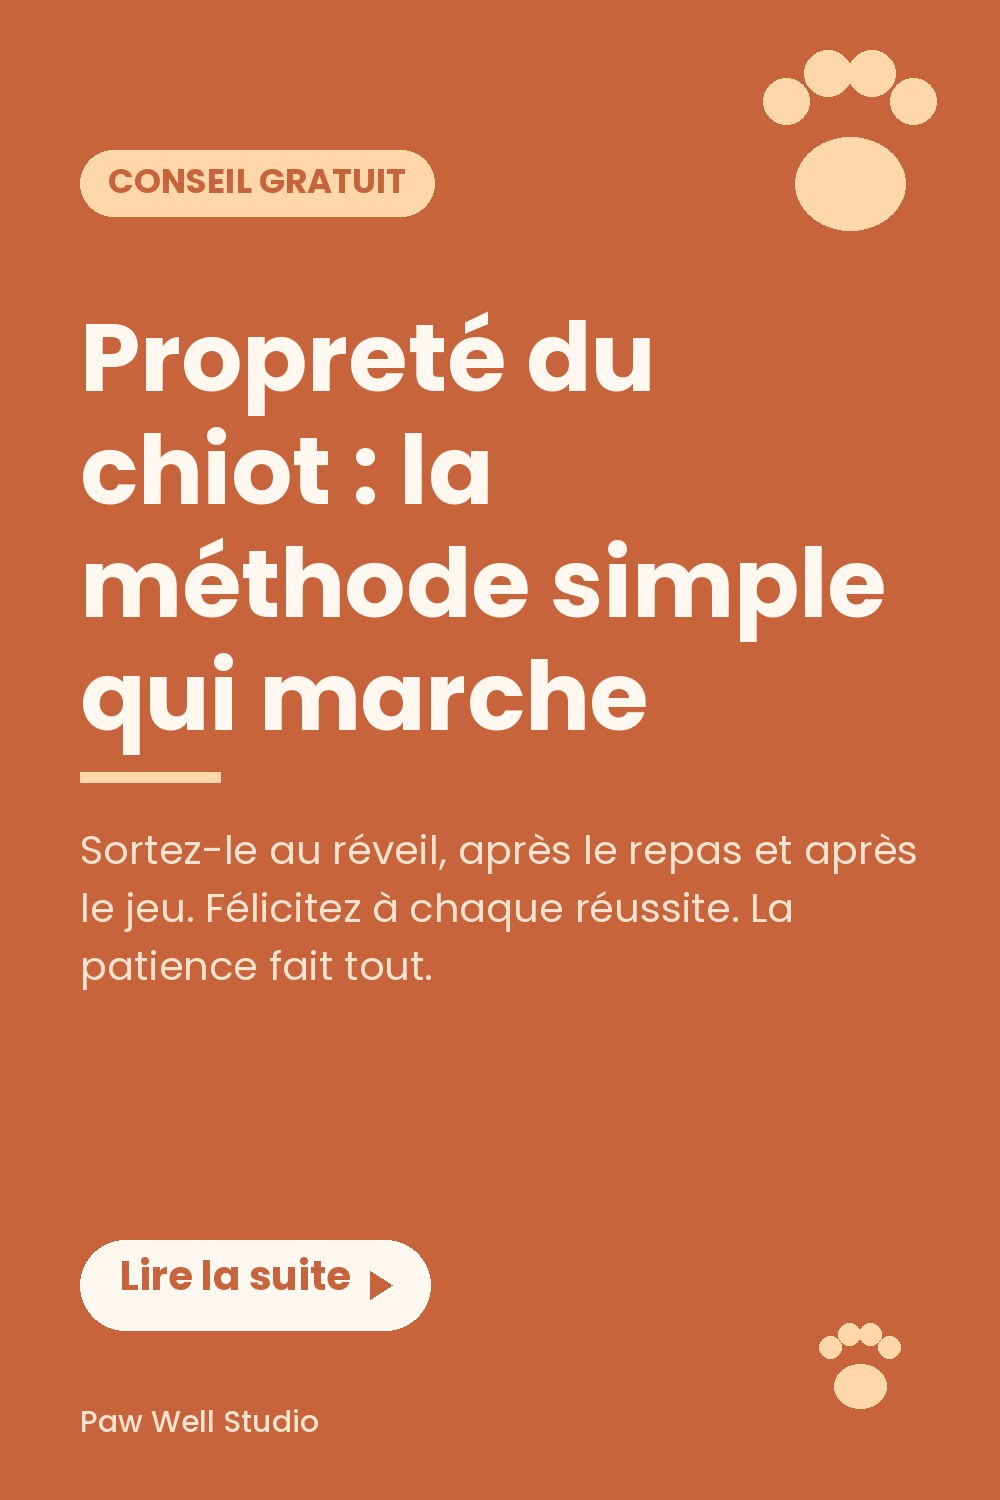 CONSEIL GRATUIT
Propreté du
chiot : la
méthode simple
qui marche
Sortez-le au réveil, après le repas et après
le jeu. Félicitez à chaque réussite. La
patience fait tout.
Lire la suite
Paw Well Studio